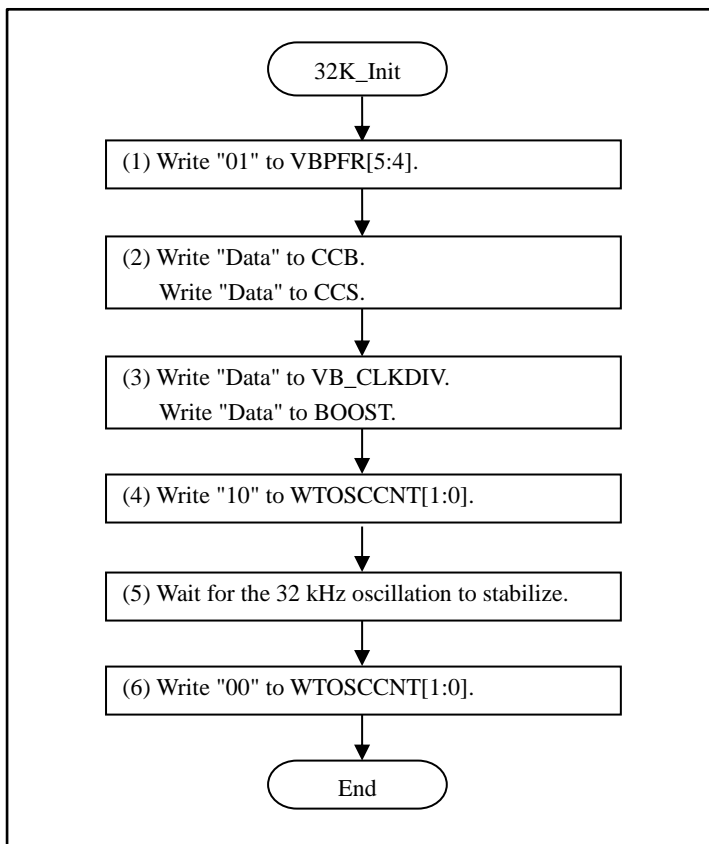 32K_Init
(1) Write "01" to VBPFR[5:4].
(2) Write "Data" to CCB.
Write "Data" to CCS.
(3) Write "Data" to VB_CLKDIV.
Write "Data" to BOOST.
(4) Write "10" to WTOSCCNT[1:0].
(5) Wait for the 32 kHz oscillation to stabilize.
(6) Write "00" to WTOSCCNT[1:0].
End